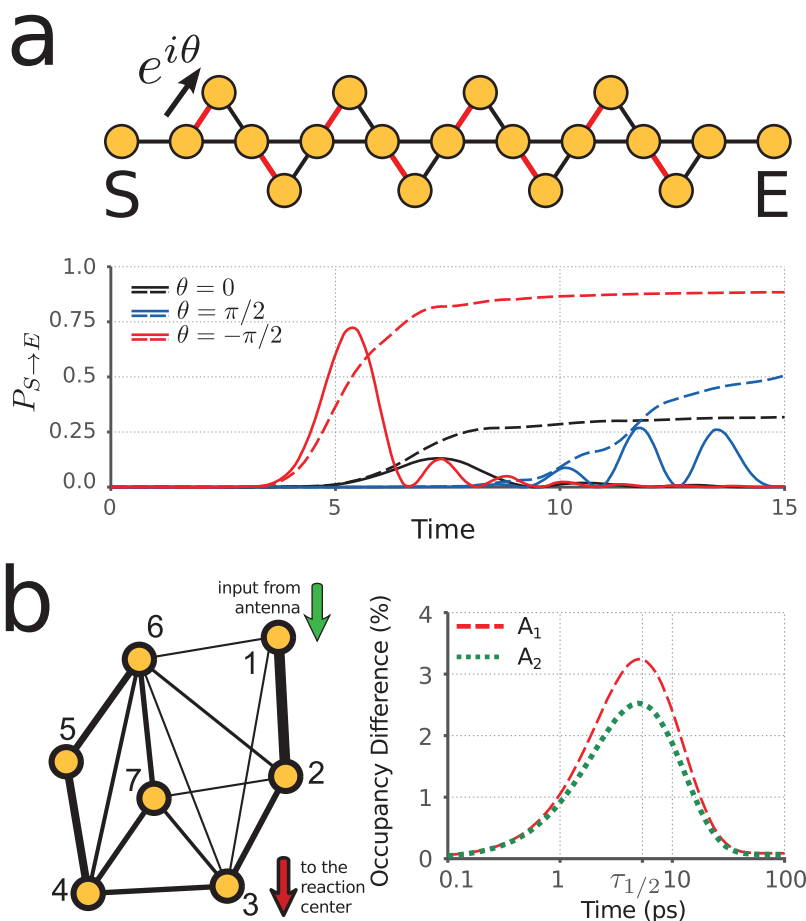 a
e^{iθ}
S E
1.0
0.75
0.5
0.25
0.0
P_{S→E}
θ = 0
θ = π/2
θ = −π/2
0 5 10 15
Time
b
input from
antenna
6
1
5
7
2
4
3
to the
reaction
center
Occupancy Difference (%)
4
3
2
1
0
A₁
A₂
0.1 1 τ_{1/2} 10 100
Time (ps)